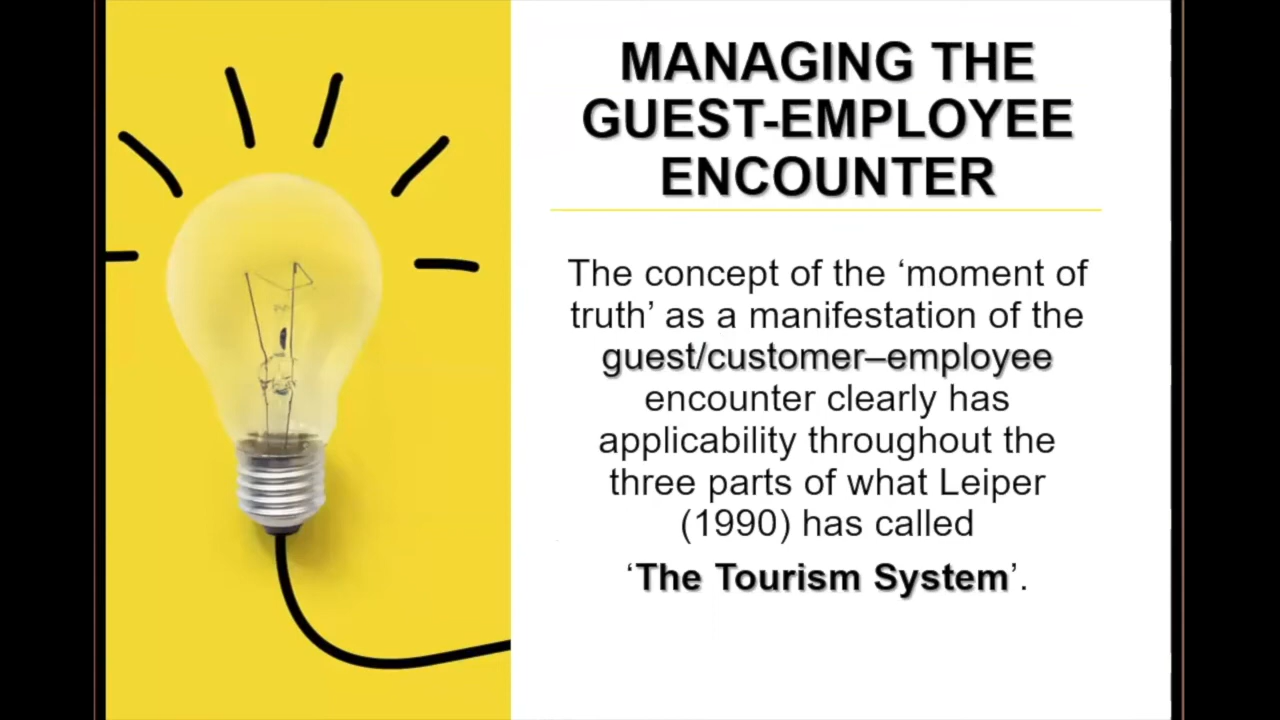 MANAGING THE
GUEST-EMPLOYEE
ENCOUNTER
The concept of the ‘moment of
truth’ as a manifestation of the
guest/customer–employee
encounter clearly has
applicability throughout the
three parts of what Leiper
(1990) has called
‘The Tourism System’.